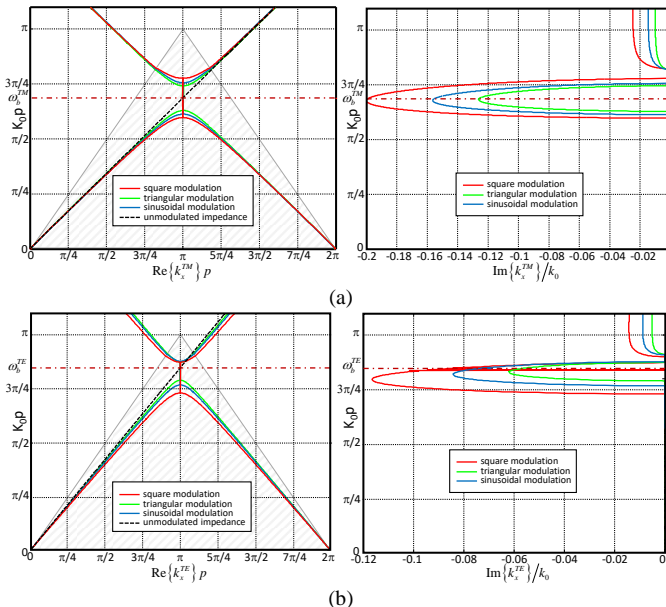 π
3π/4
ω_b^TM
K₀p
π/2
π/4
0
square modulation
triangular modulation
sinusoidal modulation
unmodulated impedance
0 π/4 π/2 3π/4 π 5π/4 3π/2 7π/4 2π
Re{k_x^TM} p
π
3π/4
ω_b^TM
K₀p
π/2
π/4
0
square modulation
triangular modulation
sinusoidal modulation
-0.2 -0.18 -0.16 -0.14 -0.12 -0.1 -0.08 -0.06 -0.04 -0.02
Im{k_x^TM}/k₀
(a)
π
ω_b^TE
3π/4
K₀p
π/2
π/4
0
square modulation
triangular modulation
sinusoidal modulation
unmodulated impedance
0 π/4 π/2 3π/4 π 5π/4 3π/2 7π/4 2π
Re{k_x^TE} p
π
ω_b^TE
3π/4
K₀p
π/2
π/4
0
square modulation
triangular modulation
sinusoidal modulation
-0.12 -0.1 -0.08 -0.06 -0.04 -0.02 0
Im{k_x^TE}/k₀
(b)